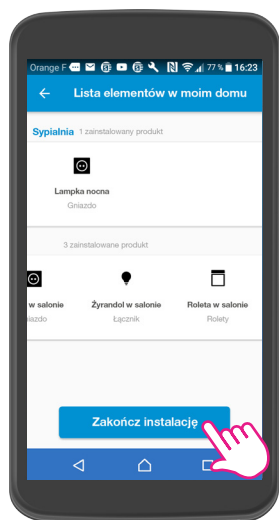 Orange F 77 % 16:23
Lista elementów w moim domu
Sypialnia 1 zainstalowany produkt
Lampka nocna
Gniazdo
3 zainstalowane produkt
w salonie Żyrandol w salonie Roleta w salonie
niazdo Łącznik Rolety
Zakończ instalację